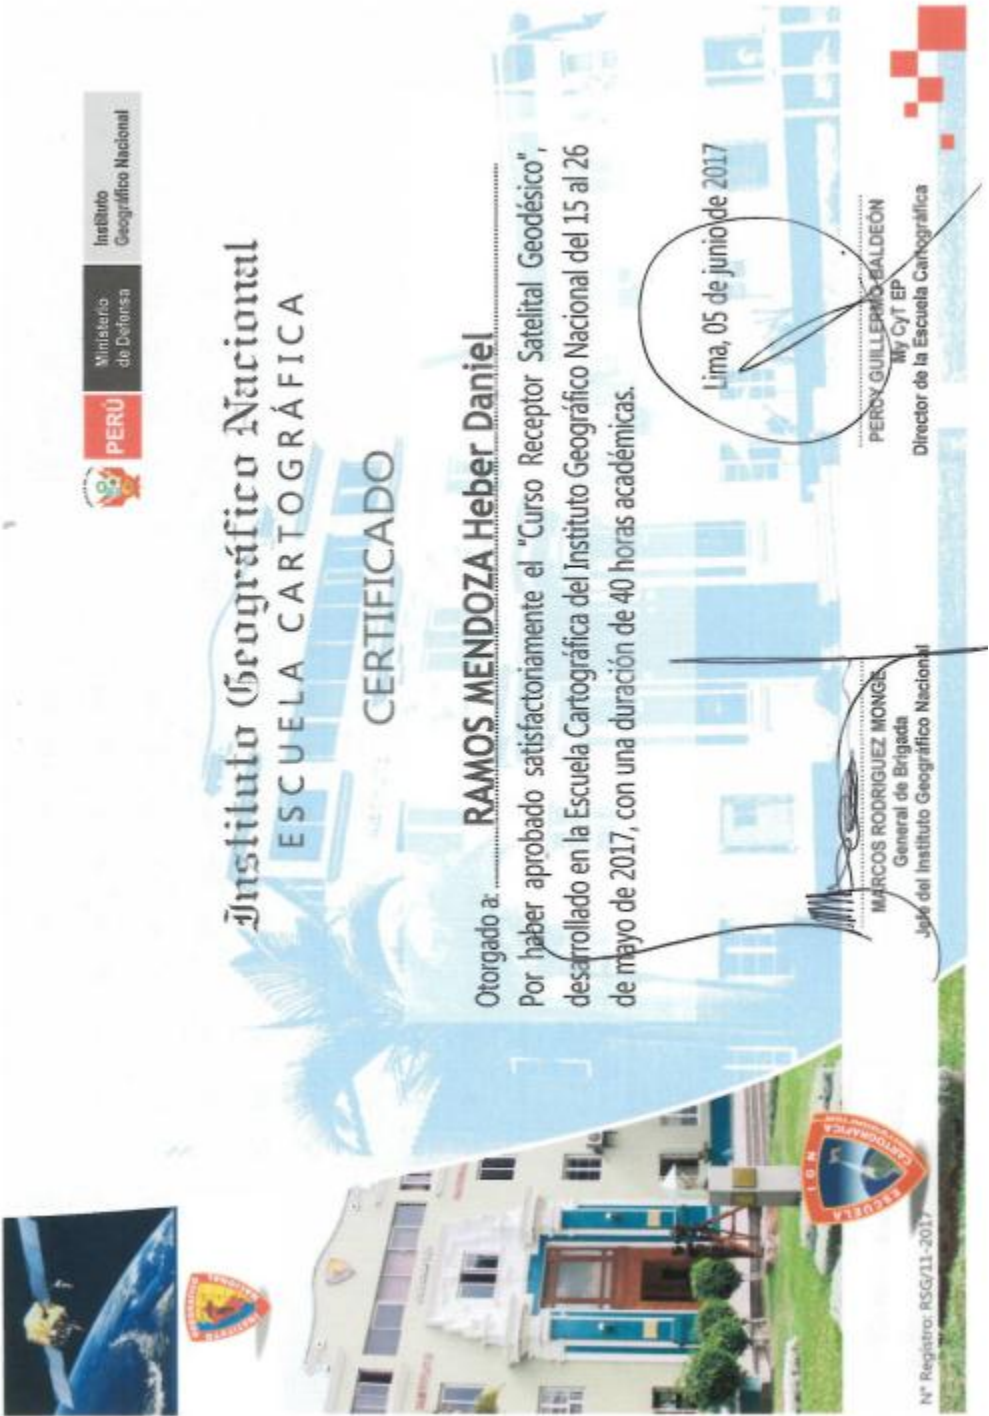 PERÚ
Ministerio
de Defensa
Instituto
Geográfico Nacional
Instituto Geográfico Nacional
ESCUELA CARTOGRÁFICA
CERTIFICADO
Otorgado a: RAMOS MENDOZA Heber Daniel
Por haber aprobado satisfactoriamente el "Curso Receptor Satelital Geodésico",
desarrollado en la Escuela Cartográfica del Instituto Geográfico Nacional del 15 al 26
de mayo de 2017, con una duración de 40 horas académicas.
Lima, 05 de junio de 2017
MARCOS RODRIGUEZ MONGE
General de Brigada
Jefe del Instituto Geográfico Nacional
PERCY GUILLERMO BALDEÓN
My CyT EP
Director de la Escuela Cartográfica
INSTITUTO GEOGRAFICO NACIONAL
ESCUELA CARTOGRAFICA
I G N
N° Registro: RSG/11-2017